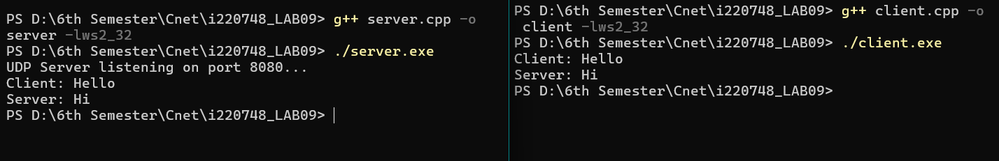 PS D:\6th Semester\Cnet\i220748_LAB09> g++ server.cpp -o
server -lws2_32
PS D:\6th Semester\Cnet\i220748_LAB09> ./server.exe
UDP Server listening on port 8080...
Client: Hello
Server: Hi
PS D:\6th Semester\Cnet\i220748_LAB09>
PS D:\6th Semester\Cnet\i220748_LAB09> g++ client.cpp -o
client -lws2_32
PS D:\6th Semester\Cnet\i220748_LAB09> ./client.exe
Client: Hello
Server: Hi
PS D:\6th Semester\Cnet\i220748_LAB09>